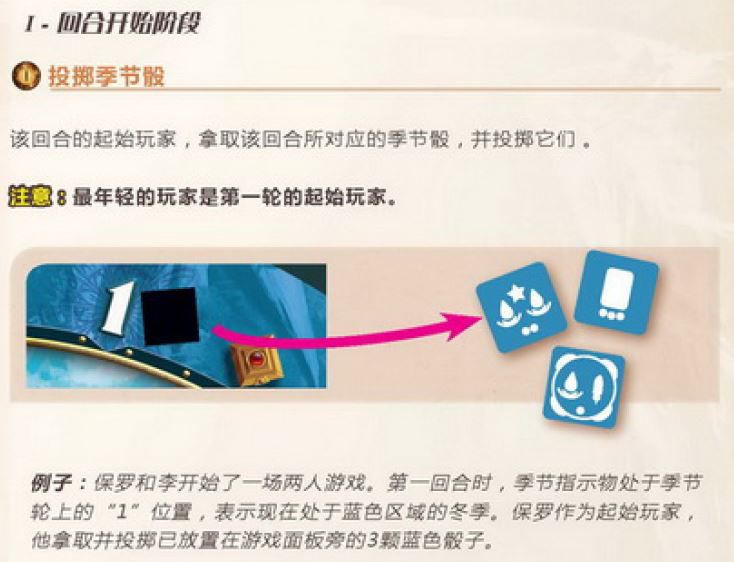 I - 回合开始阶段
投掷季节骰
该回合的起始玩家，拿取该回合所对应的季节骰，并投掷它们。
注意：最年轻的玩家是第一轮的起始玩家。
1
例子：保罗和李开始了一场两人游戏。第一回合时，季节指示物处于季节
轮上的“1”位置，表示现在处于蓝色区域的冬季。保罗作为起始玩家，
他拿取并投掷已放置在游戏面板旁的3颗蓝色骰子。